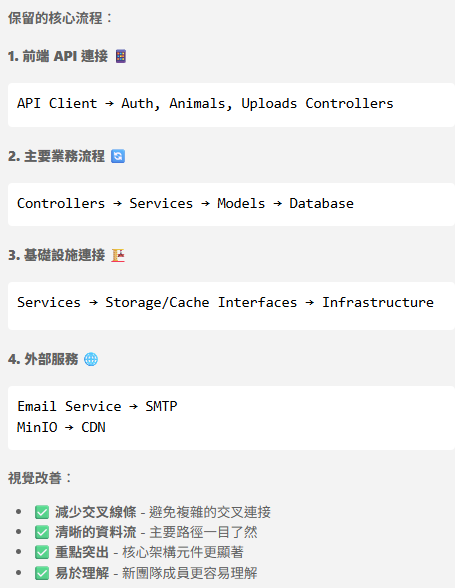 保留的核心流程：
1. 前端 API 連接 📱
API Client → Auth, Animals, Uploads Controllers
2. 主要業務流程 🔄
Controllers → Services → Models → Database
3. 基礎設施連接 🏗️
Services → Storage/Cache Interfaces → Infrastructure
4. 外部服務 🌐
Email Service → SMTP
MinIO → CDN
視覺改善：
• ✅ 減少交叉線條 - 避免複雜的交叉連接
• ✅ 清晰的資料流 - 主要路徑一目了然
• ✅ 重點突出 - 核心架構元件更顯著
• ✅ 易於理解 - 新團隊成員更容易理解